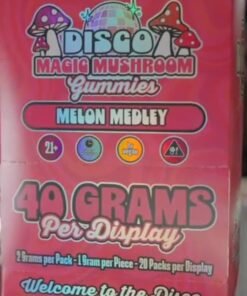 DISCO
MAGIC MUSHROOM
Gummies
MELON MEDLEY
21+
40 GRAMS
Per Display
2 Grams per Pack - 1 Gram per Piece - 20 Packs per Display
Welcome to the Disco